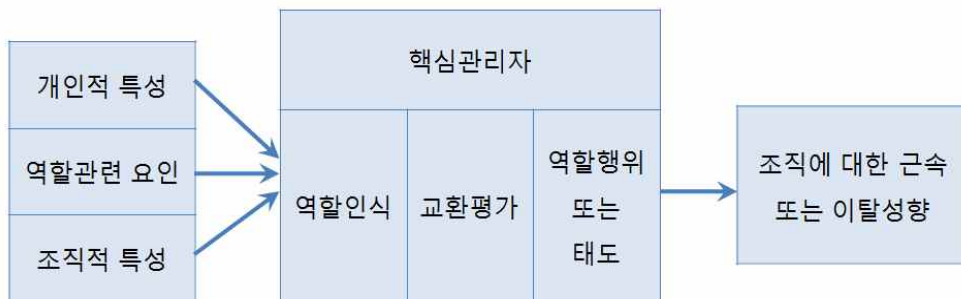 개인적 특성
역할관련 요인
조직적 특성
핵심관리자
역할인식
교환평가
역할행위
또는
태도
조직에 대한 근속
또는 이탈성향